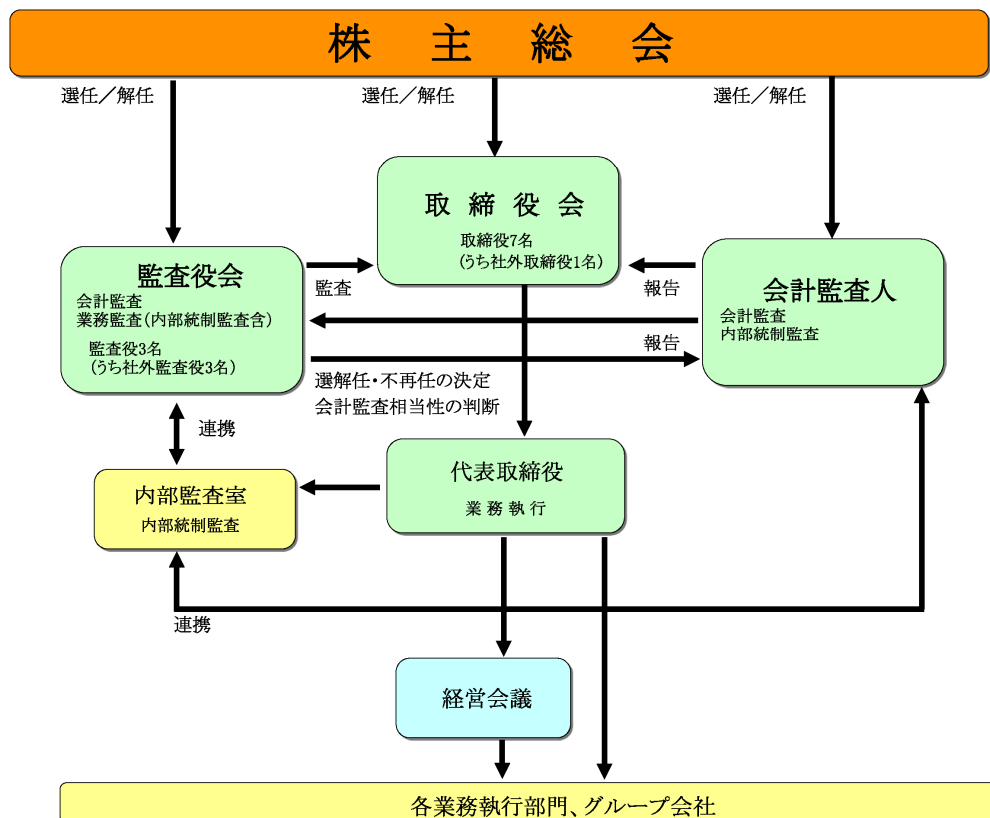 株主総会
選任／解任
選任／解任
選任／解任
取締役会
取締役7名
（うち社外取締役1名）
監査役会
会計監査
業務監査（内部統制監査含）
監査役3名
（うち社外監査役3名）
監査
報告
会計監査人
会計監査
内部統制監査
報告
選解任・不再任の決定
会計監査相当性の判断
連携
代表取締役
業務執行
内部監査室
内部統制監査
連携
経営会議
各業務執行部門、グループ会社